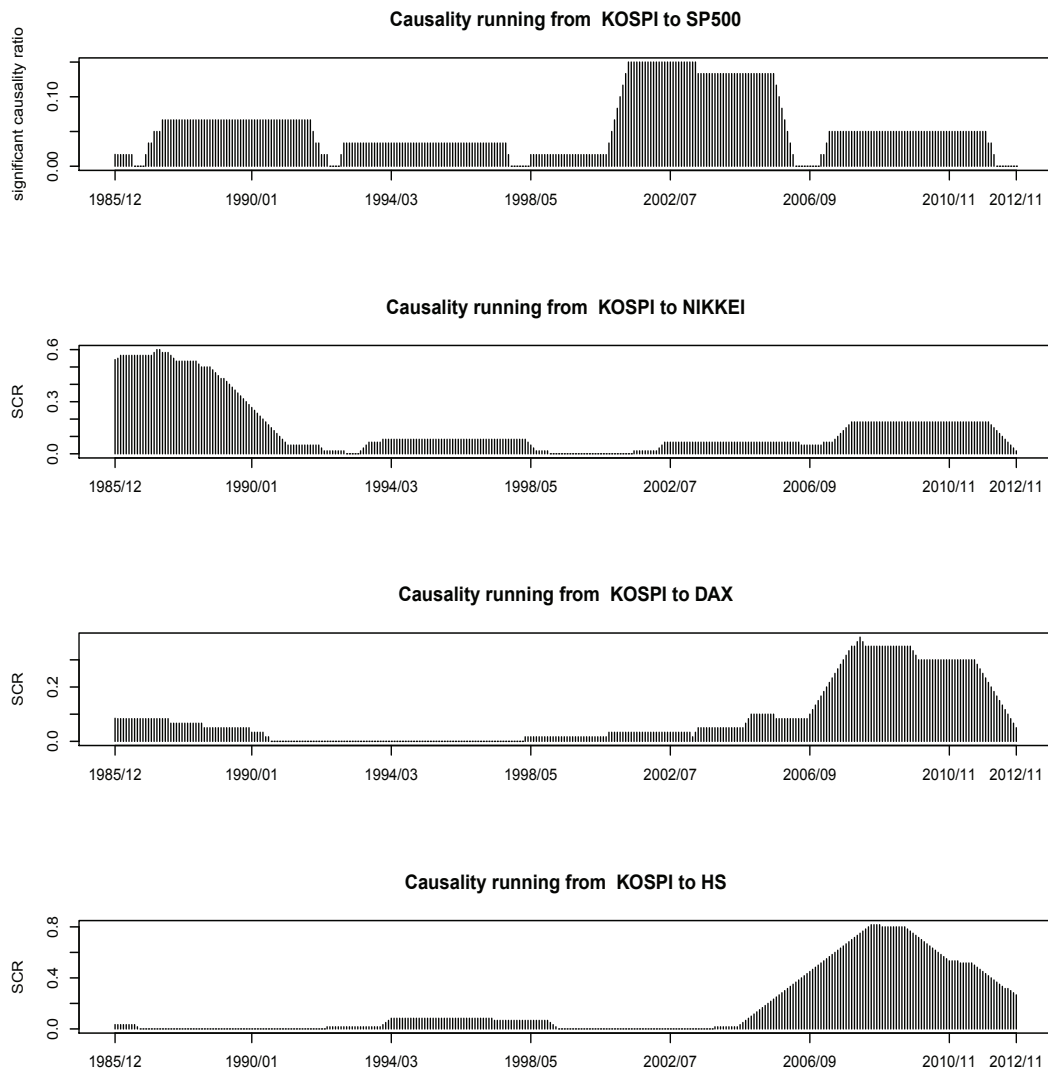 Causality running from KOSPI to SP500
significant causality ratio
0.10
0.00
1985/12 1990/01 1994/03 1998/05 2002/07 2006/09 2010/11 2012/11
Causality running from KOSPI to NIKKEI
SCR
0.6
0.3
0.0
1985/12 1990/01 1994/03 1998/05 2002/07 2006/09 2010/11 2012/11
Causality running from KOSPI to DAX
SCR
0.2
0.0
1985/12 1990/01 1994/03 1998/05 2002/07 2006/09 2010/11 2012/11
Causality running from KOSPI to HS
SCR
0.8
0.4
0.0
1985/12 1990/01 1994/03 1998/05 2002/07 2006/09 2010/11 2012/11